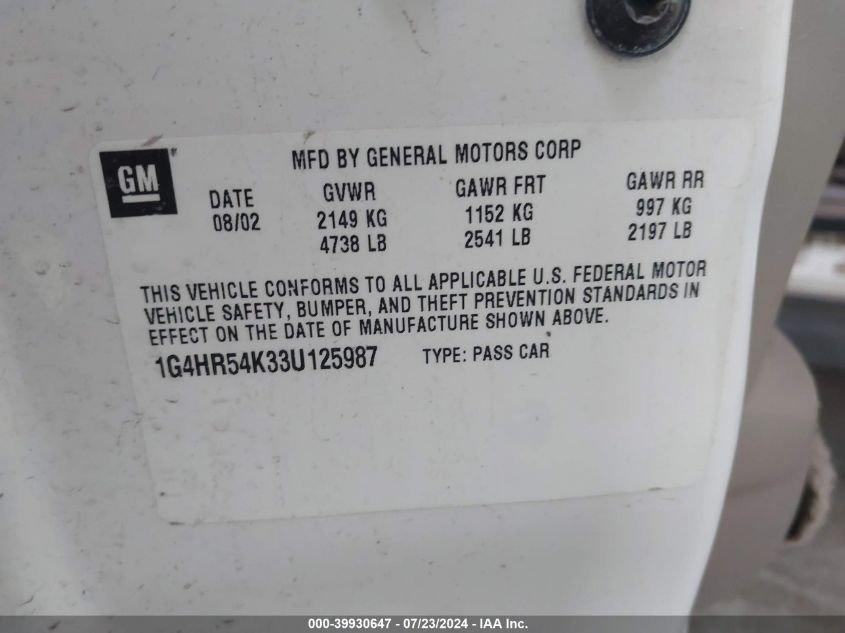 GM®
MFD BY GENERAL MOTORS CORP
DATE GVWR GAWR FRT GAWR RR
08/02 2149 KG 1152 KG 997 KG
4738 LB 2541 LB 2197 LB
THIS VEHICLE CONFORMS TO ALL APPLICABLE U.S. FEDERAL MOTOR
VEHICLE SAFETY, BUMPER, AND THEFT PREVENTION STANDARDS IN
EFFECT ON THE DATE OF MANUFACTURE SHOWN ABOVE.
1G4HR54K33U125987 TYPE: PASS CAR
000-39930647 / 07/23/2024 - IAA Inc.